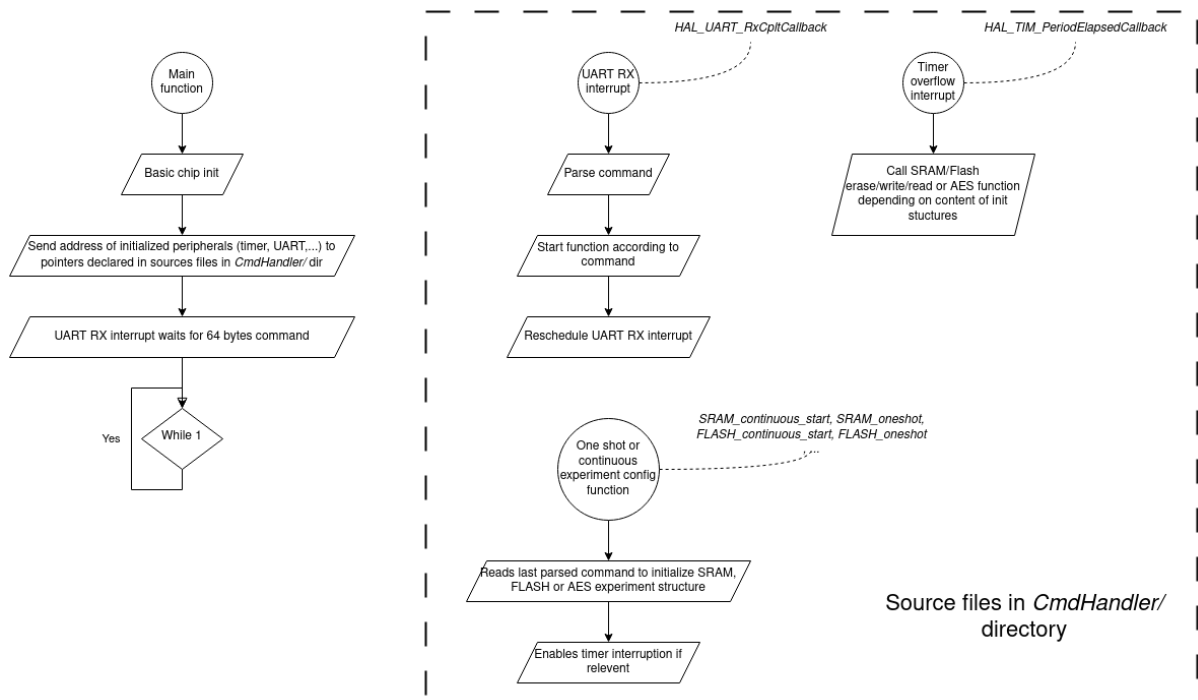 Main
function
Basic chip init
Send address of initialized peripherals (timer, UART,...) to
pointers declared in sources files in CmdHandler/ dir
UART RX interrupt waits for 64 bytes command
Yes
While 1
HAL_UART_RxCpltCallback
UART RX
interrupt
Parse command
Start function according to
command
Reschedule UART RX interrupt
HAL_TIM_PeriodElapsedCallback
Timer
overflow
interrupt
Call SRAM/Flash
erase/write/read or AES function
depending on content of init
stuctures
SRAM_continuous_start, SRAM_oneshot,
FLASH_continuous_start, FLASH_oneshot
, ...
One shot or
continuous
experiment config
function
Reads last parsed command to initialize SRAM,
FLASH or AES experiment structure
Enables timer interruption if
relevent
Source files in CmdHandler/
directory